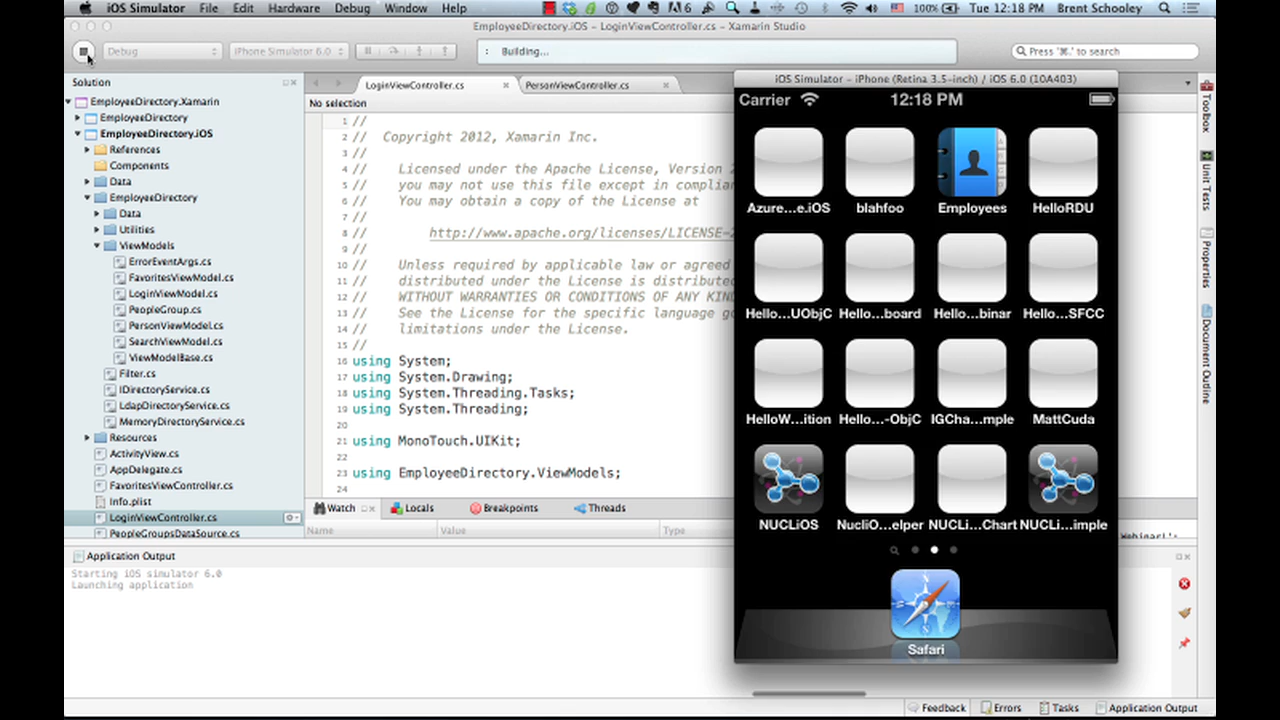 iOS Simulator File Edit Hardware Debug Window Help 6 100% Tue 12:18 PM Brent Schooley
EmployeeDirectory.iOS – LoginViewController.cs – Xamarin Studio
Debug iPhone Simulator 6.0 : Building... Press '⌘.' to search
Solution
EmployeeDirectory.Xamarin
EmployeeDirectory
EmployeeDirectory.iOS
References
Components
Data
EmployeeDirectory
Data
Utilities
ViewModels
ErrorEventArgs.cs
FavoritesViewModel.cs
LoginViewModel.cs
PeopleGroup.cs
PersonViewModel.cs
SearchViewModel.cs
ViewModelBase.cs
Filter.cs
IDirectoryService.cs
LdapDirectoryService.cs
MemoryDirectoryService.cs
Resources
ActivityView.cs
AppDelegate.cs
FavoritesViewController.cs
Info.plist
LoginViewController.cs
PeopleGroupsDataSource.cs
LoginViewController.cs PersonViewController.cs
No selection
1 //
2 // Copyright 2012, Xamarin Inc.
3 //
4 // Licensed under the Apache License, Version 2
5 // you may not use this file except in complian
6 // You may obtain a copy of the License at
7 //
8 // http://www.apache.org/licenses/LICENSE-2
9 //
10 // Unless required by applicable law or agreed
11 // distributed under the License is distributed
12 // WITHOUT WARRANTIES OR CONDITIONS OF ANY KIND
13 // See the License for the specific language go
14 // limitations under the License.
15 //
16 using System;
17 using System.Drawing;
18 using System.Threading.Tasks;
19 using System.Threading;
20
21 using MonoTouch.UIKit;
22
23 using EmployeeDirectory.ViewModels;
24
Watch Locals Breakpoints Threads
Name Value Type
Webinar!";
iOS Simulator – iPhone (Retina 3.5-inch) / iOS 6.0 (10A403)
Carrier 12:18 PM
Azure...e.iOS blahfoo Employees HelloRDU
Hello...UObjC Hello...board Hello...binar Hello...SFCC
HelloW...ition Hello...-ObjC IGCha...mple MattCuda
NUCLiOS NucliO...elper NUCLi...Chart NUCLi...imple
Safari
Toolbox
Unit Tests
Properties
Document Outline
Application Output
Starting iOS simulator 6.0
Launching application
Feedback Errors Tasks Application Output